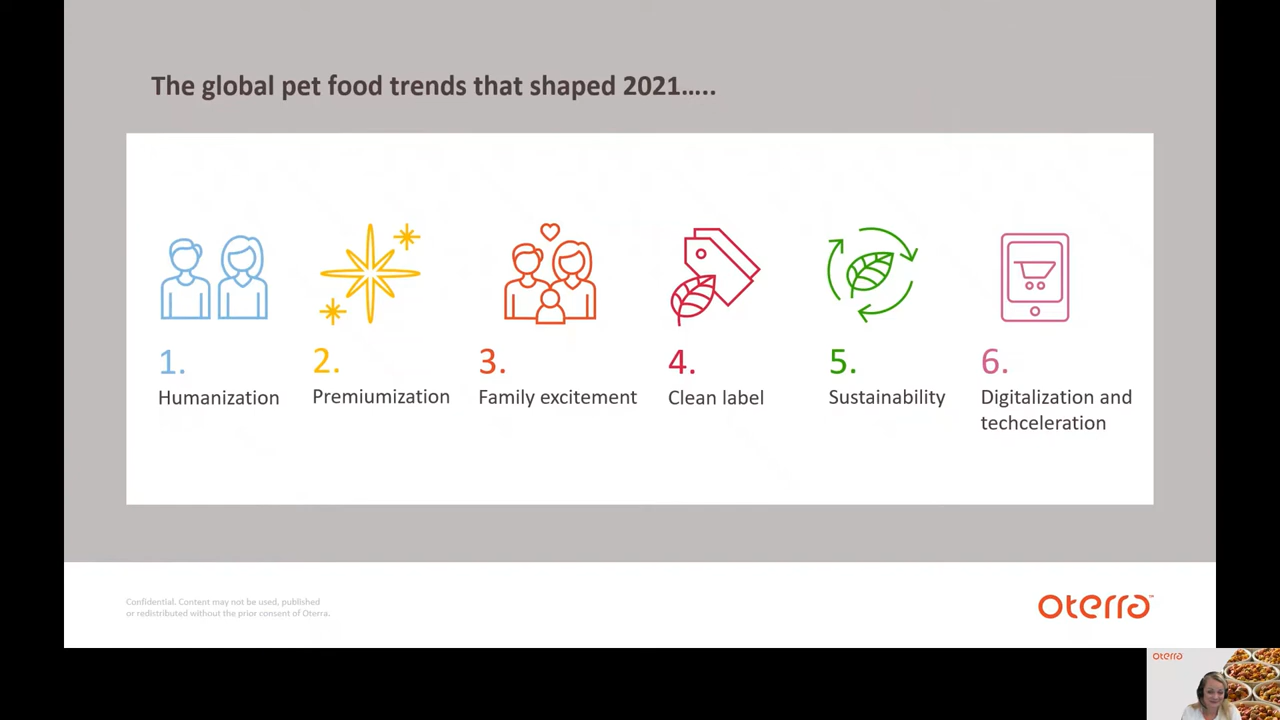 The global pet food trends that shaped 2021…..
1.
Humanization
2.
Premiumization
3.
Family excitement
4.
Clean label
5.
Sustainability
6.
Digitalization and
techceleration
Confidential. Content may not be used, published
or redistributed without the prior consent of Oterra.
oterra™
oterra